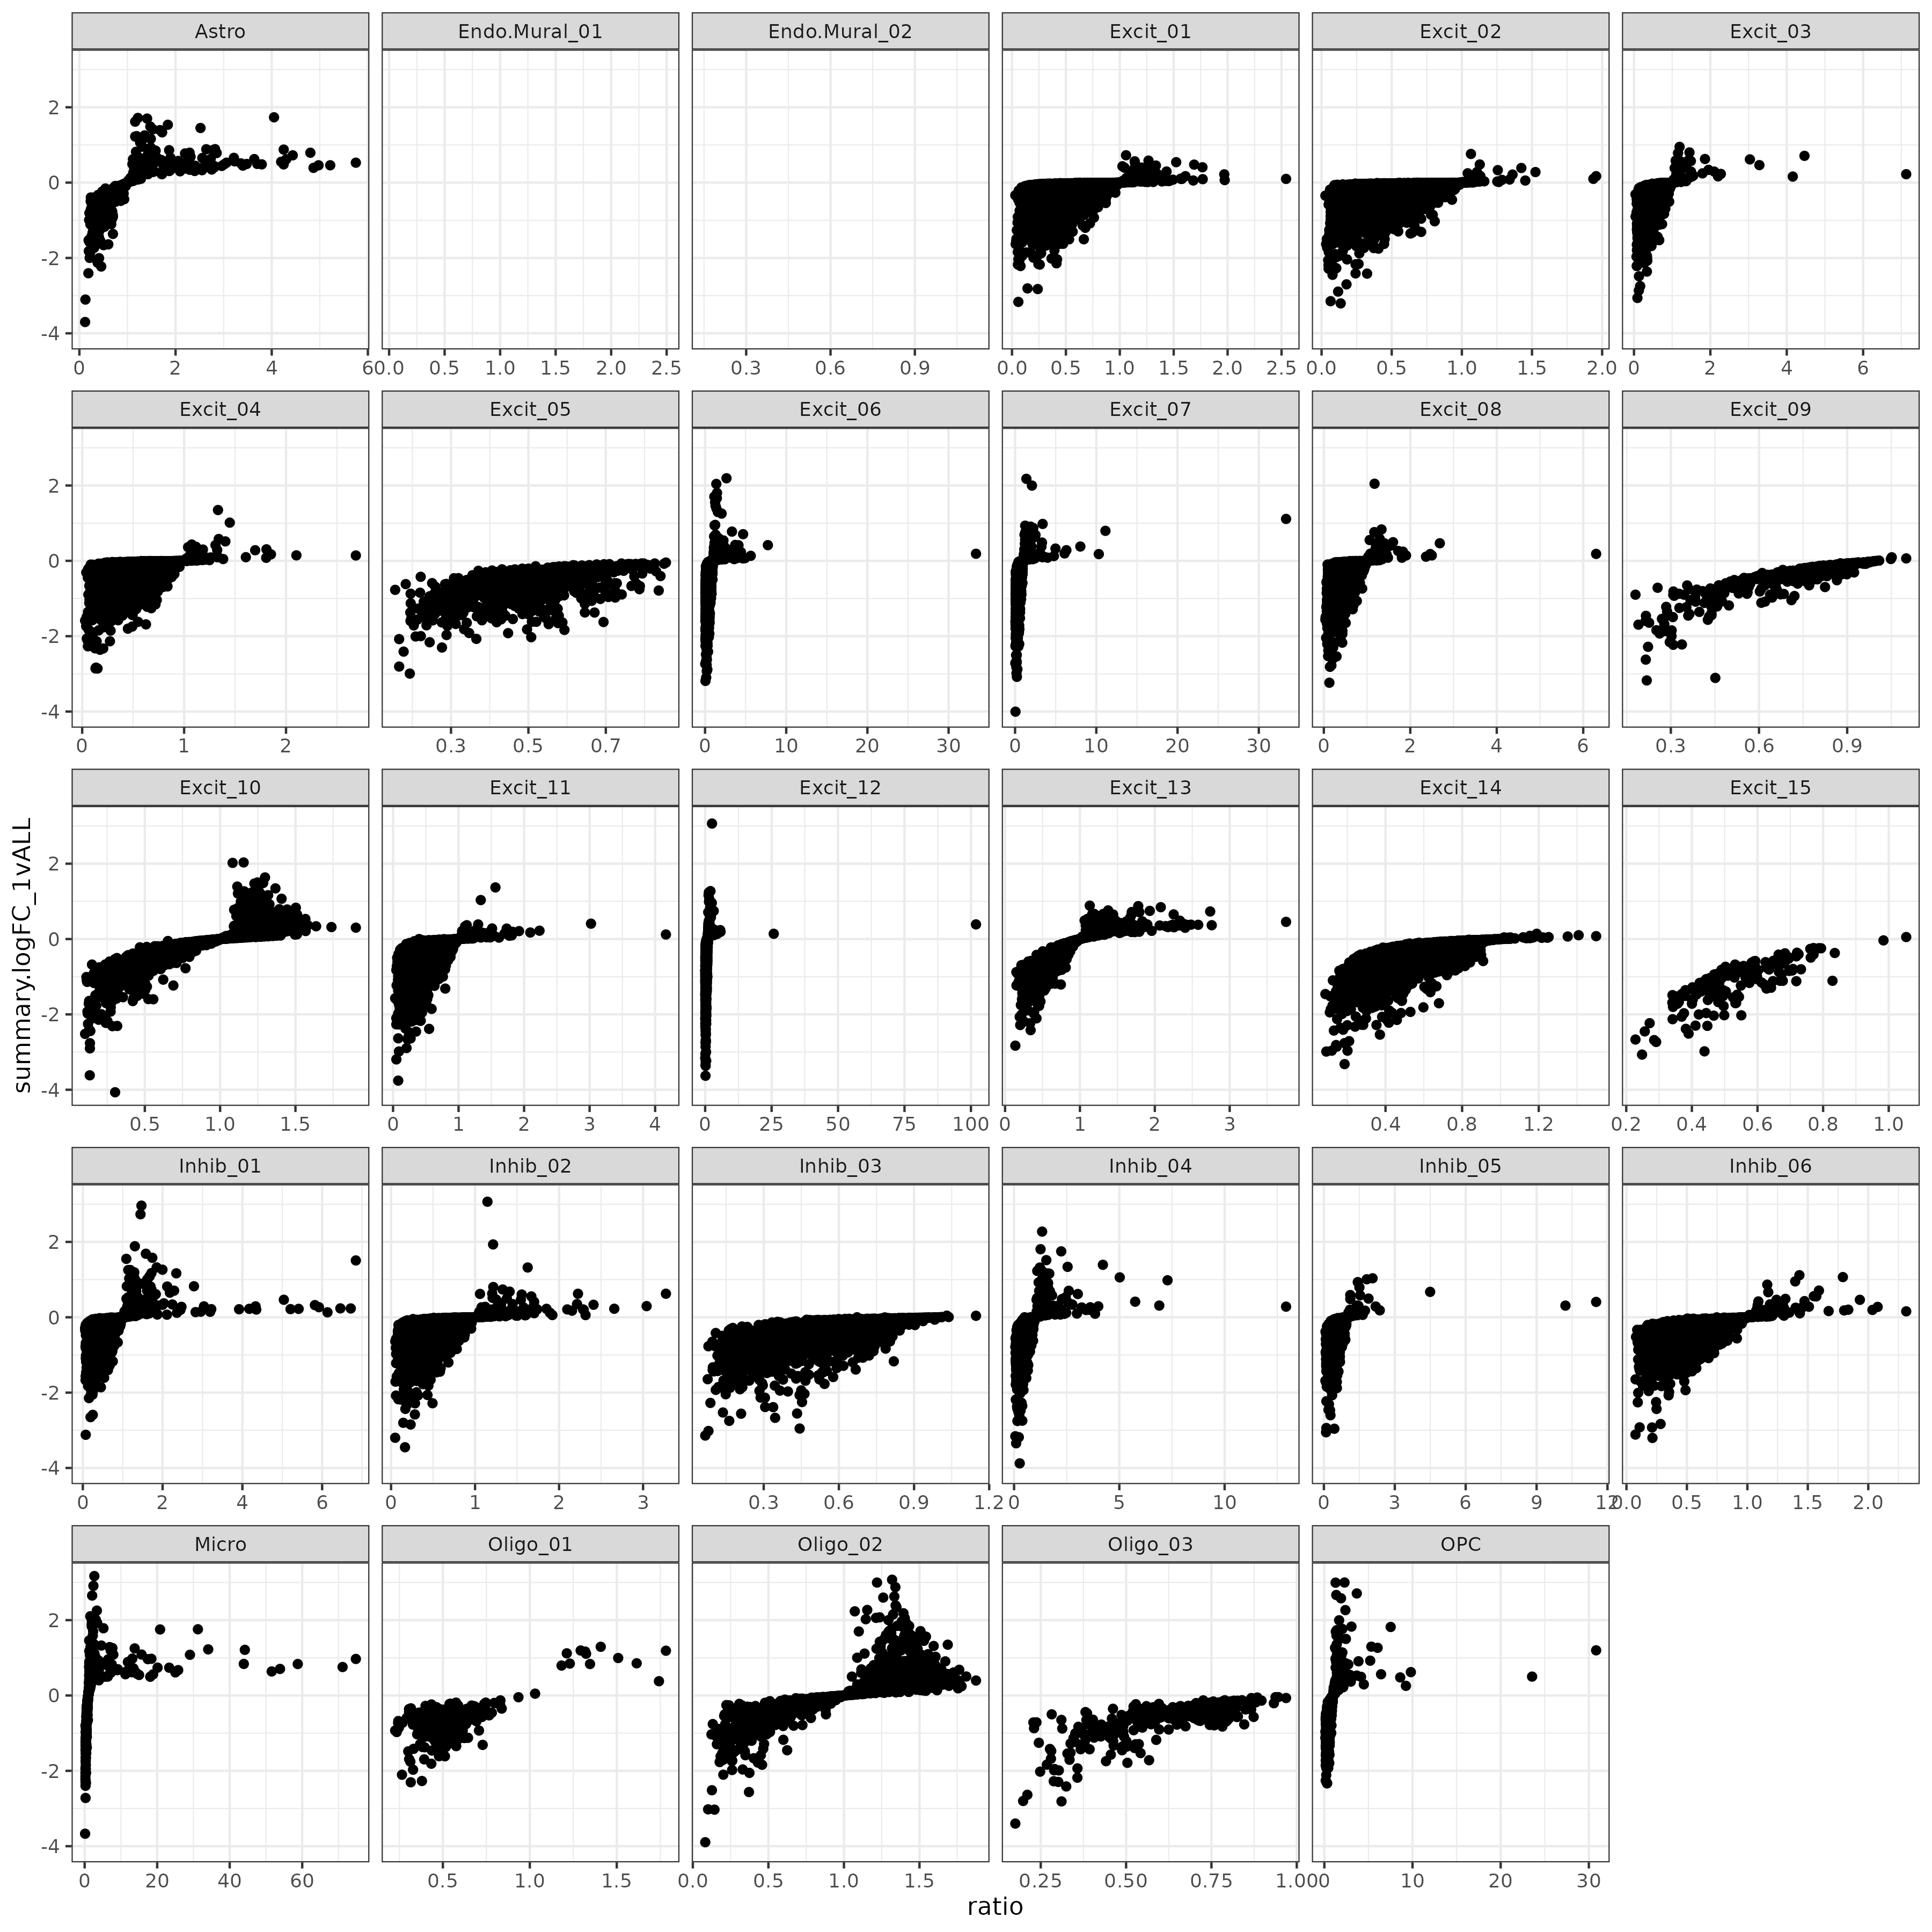 Astro Endo.Mural_01 Endo.Mural_02 Excit_01 Excit_02 Excit_03
2
0
-2
-4
0 2 4 6 0.0 0.5 1.0 1.5 2.0 2.5 0.3 0.6 0.9 0.0 0.5 1.0 1.5 2.0 2.5 0.0 0.5 1.0 1.5 2.0 0 2 4 6
Excit_04 Excit_05 Excit_06 Excit_07 Excit_08 Excit_09
2
0
-2
-4
0 1 2 0.3 0.5 0.7 0 10 20 30 0 10 20 30 0 2 4 6 0.3 0.6 0.9
Excit_10 Excit_11 Excit_12 Excit_13 Excit_14 Excit_15
2
0
-2
-4
0.5 1.0 1.5 0 1 2 3 4 0 25 50 75 100 0 1 2 3 0.4 0.8 1.2 0.2 0.4 0.6 0.8 1.0
summary.logFC_1vALL
Inhib_01 Inhib_02 Inhib_03 Inhib_04 Inhib_05 Inhib_06
2
0
-2
-4
0 2 4 6 0 1 2 3 0.3 0.6 0.9 1.2 0 5 10 0 3 6 9 12 0.0 0.5 1.0 1.5 2.0
Micro Oligo_01 Oligo_02 Oligo_03 OPC
2
0
-2
-4
0 20 40 60 0.5 1.0 1.5 0.0 0.5 1.0 1.5 0.25 0.50 0.75 1.00 0 10 20 30
ratio